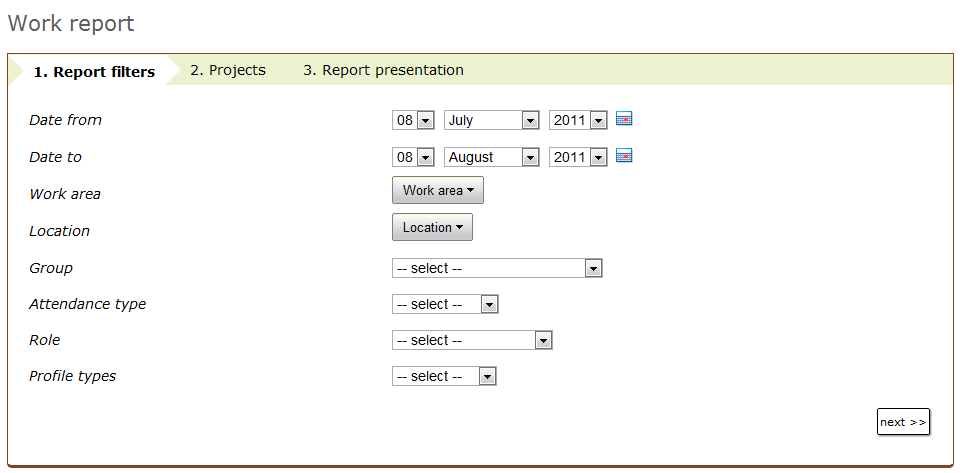 Work report
1. Report filters 2. Projects 3. Report presentation
Date from 08 July 2011
Date to 08 August 2011
Work area Work area
Location Location
Group -- select --
Attendance type -- select --
Role -- select --
Profile types -- select --
next >>